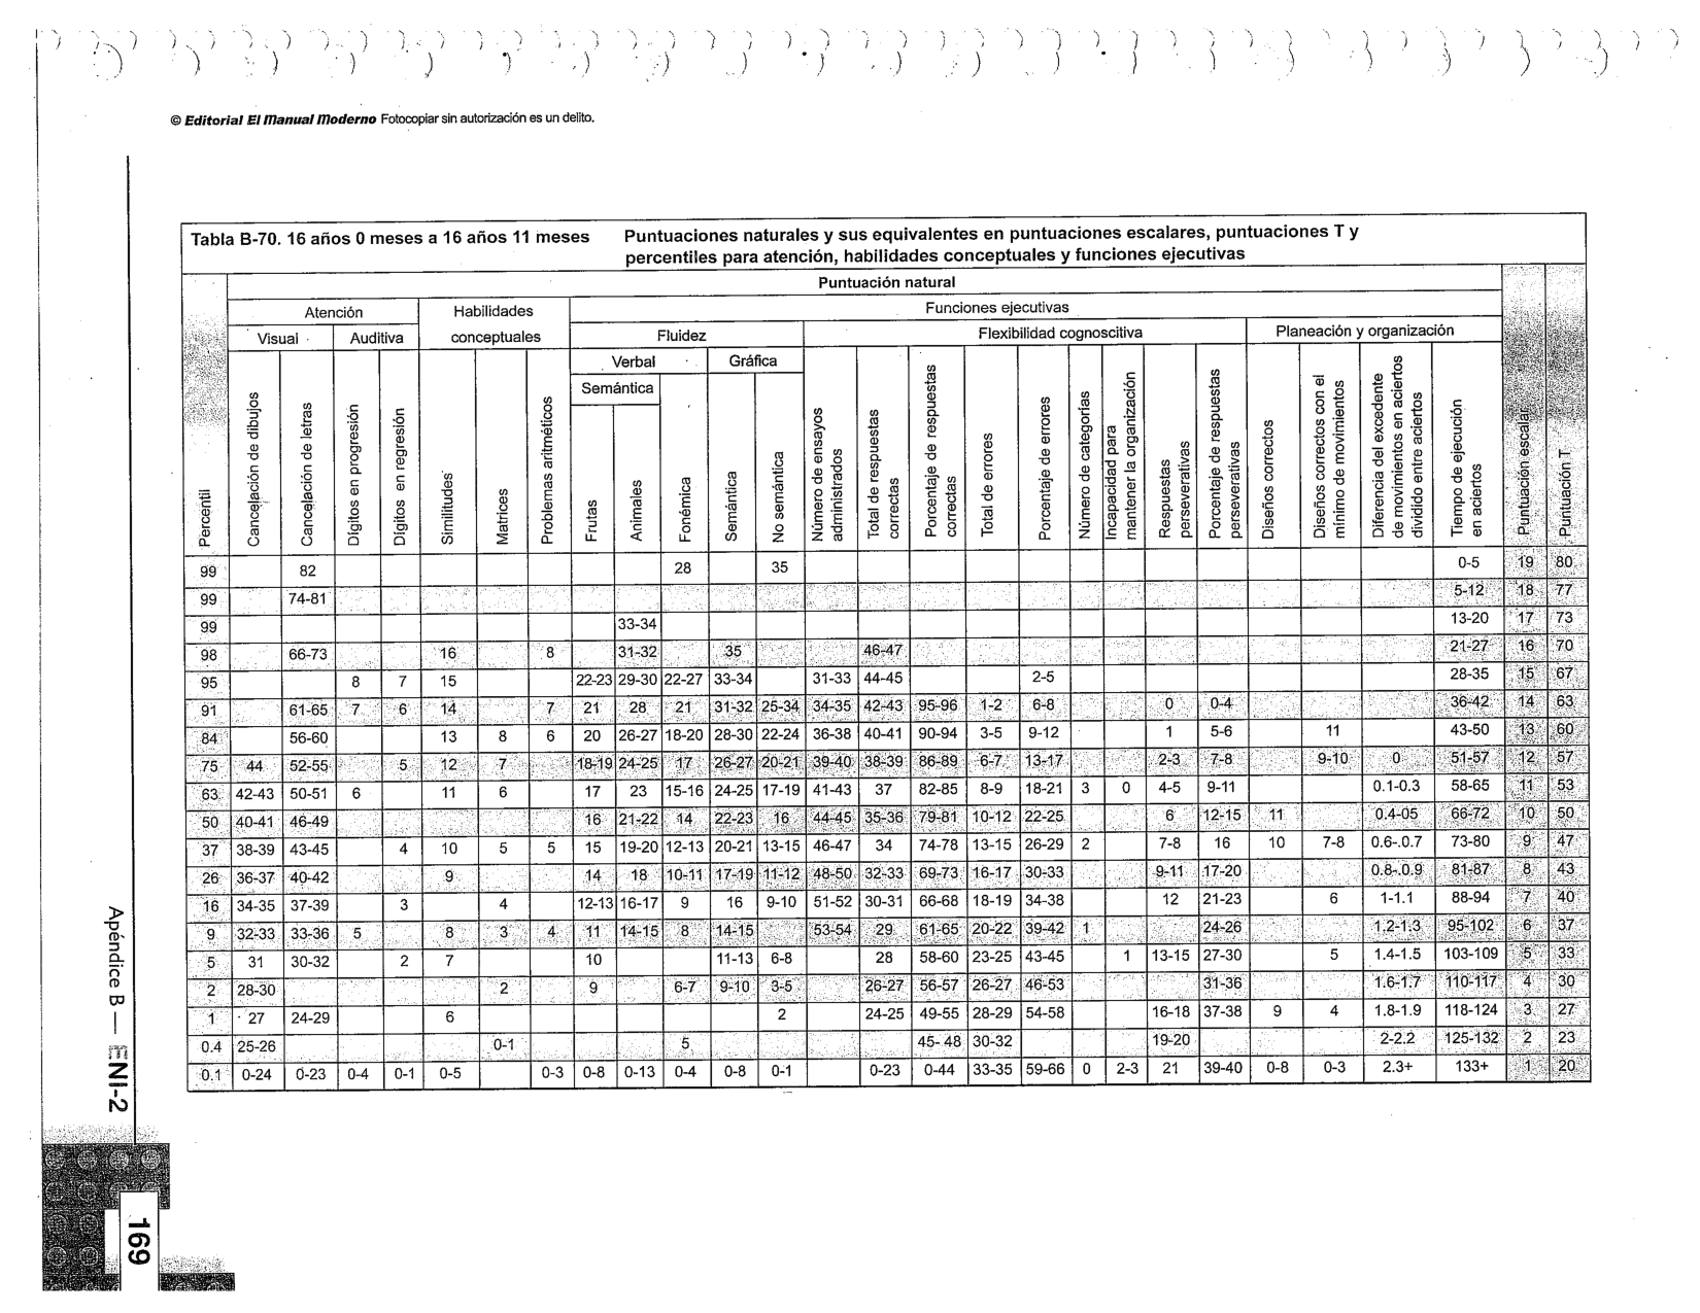 © Editorial El Manual Moderno Fotocopiar sin autorización es un delito.
Tabla B-70. 16 años 0 meses a 16 años 11 meses Puntuaciones naturales y sus equivalentes en puntuaciones escalares, puntuaciones T y
percentiles para atención, habilidades conceptuales y funciones ejecutivas
Puntuación natural
Atención Habilidades conceptuales Funciones ejecutivas
Visual Auditiva Fluidez Flexibilidad cognoscitiva Planeación y organización
Verbal Gráfica
Semántica
Percentil
Cancelación de dibujos
Cancelación de letras
Dígitos en progresión
Dígitos en regresión
Similitudes
Matrices
Problemas aritméticos
Frutas
Animales
Fonémica
Semántica
No semántica
Número de ensayos administrados
Total de respuestas correctas
Porcentaje de respuestas correctas
Total de errores
Porcentaje de errores
Número de categorías
Incapacidad para mantener la organización
Respuestas perseverativas
Porcentaje de respuestas perseverativas
Diseños correctos
Diseños correctos con el mínimo de movimientos
Diferencia del excedente de movimientos en aciertos dividido entre aciertos
Tiempo de ejecución en aciertos
Puntuación escalar
Puntuación T
99 82 28 35 0-5 19 80
99 74-81 5-12 18 77
99 33-34 13-20 17 73
98 66-73 16 8 31-32 35 46-47 21-27 16 70
95 8 7 15 22-23 29-30 22-27 33-34 31-33 44-45 2-5 28-35 15 67
91 61-65 7 6 14 7 21 28 21 31-32 25-34 34-35 42-43 95-96 1-2 6-8 0 0-4 36-42 14 63
84 56-60 13 8 6 20 26-27 18-20 28-30 22-24 36-38 40-41 90-94 3-5 9-12 1 5-6 11 43-50 13 60
75 44 52-55 5 12 7 18-19 24-25 17 26-27 20-21 39-40 38-39 86-89 6-7 13-17 2-3 7-8 9-10 0 51-57 12 57
63 42-43 50-51 6 11 6 17 23 15-16 24-25 17-19 41-43 37 82-85 8-9 18-21 3 0 4-5 9-11 0.1-0.3 58-65 11 53
50 40-41 46-49 16 21-22 14 22-23 16 44-45 35-36 79-81 10-12 22-25 6 12-15 11 0.4-05 66-72 10 50
37 38-39 43-45 4 10 5 5 15 19-20 12-13 20-21 13-15 46-47 34 74-78 13-15 26-29 2 7-8 16 10 7-8 0.6-.0.7 73-80 9 47
26 36-37 40-42 9 14 18 10-11 17-19 11-12 48-50 32-33 69-73 16-17 30-33 9-11 17-20 0.8-.0.9 81-87 8 43
16 34-35 37-39 3 4 12-13 16-17 9 16 9-10 51-52 30-31 66-68 18-19 34-38 12 21-23 6 1-1.1 88-94 7 40
9 32-33 33-36 5 8 3 4 11 14-15 8 14-15 53-54 29 61-65 20-22 39-42 1 24-26 1.2-1.3 95-102 6 37
5 31 30-32 2 7 10 11-13 6-8 28 58-60 23-25 43-45 1 13-15 27-30 5 1.4-1.5 103-109 5 33
2 28-30 2 9 6-7 9-10 3-5 26-27 56-57 26-27 46-53 31-36 1.6-1.7 110-117 4 30
1 27 24-29 6 2 24-25 49-55 28-29 54-58 16-18 37-38 9 4 1.8-1.9 118-124 3 27
0.4 25-26 0-1 5 45- 48 30-32 19-20 2-2.2 125-132 2 23
0.1 0-24 0-23 0-4 0-1 0-5 0-3 0-8 0-13 0-4 0-8 0-1 0-23 0-44 33-35 59-66 0 2-3 21 39-40 0-8 0-3 2.3+ 133+ 1 20
Apéndice B — ENI-2
169